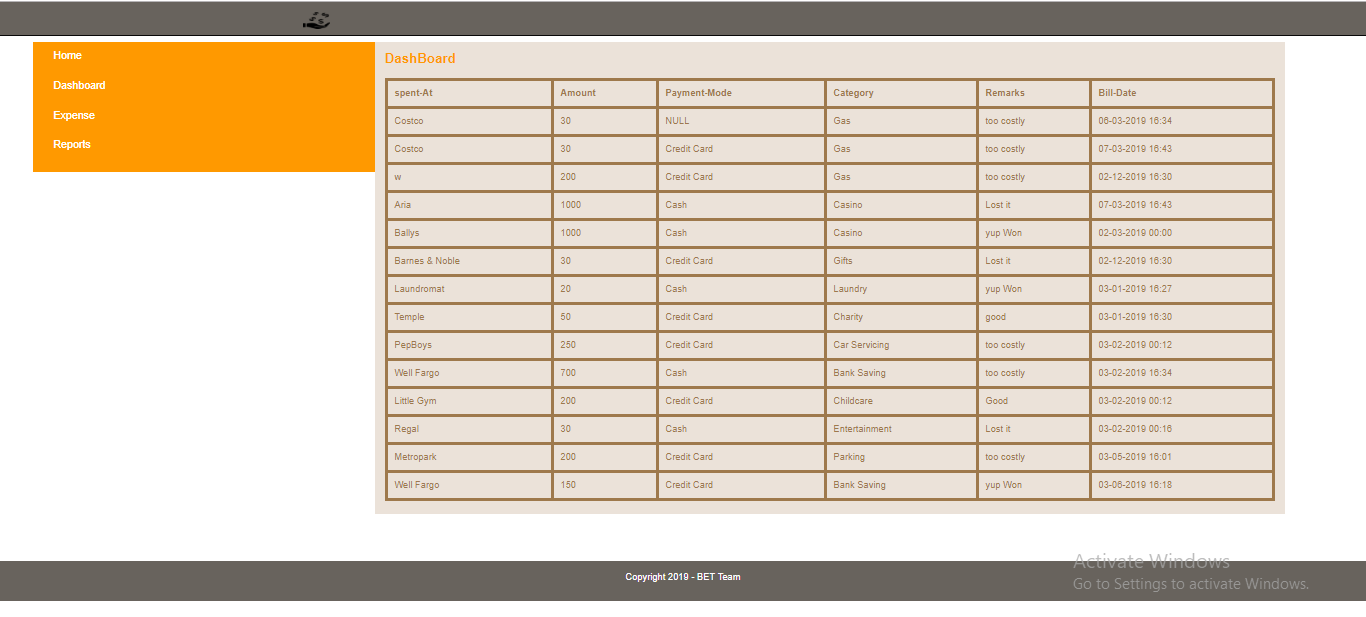 Home
Dashboard
Expense
Reports
DashBoard
spent-At Amount Payment-Mode Category Remarks Bill-Date
Costco 30 NULL Gas too costly 06-03-2019 16:34
Costco 30 Credit Card Gas too costly 07-03-2019 16:43
w 200 Credit Card Gas too costly 02-12-2019 16:30
Aria 1000 Cash Casino Lost it 07-03-2019 16:43
Ballys 1000 Cash Casino yup Won 02-03-2019 00:00
Barnes & Noble 30 Credit Card Gifts Lost it 02-12-2019 16:30
Laundromat 20 Cash Laundry yup Won 03-01-2019 16:27
Temple 50 Credit Card Charity good 03-01-2019 16:30
PepBoys 250 Credit Card Car Servicing too costly 03-02-2019 00:12
Well Fargo 700 Cash Bank Saving too costly 03-02-2019 16:34
Little Gym 200 Credit Card Childcare Good 03-02-2019 00:12
Regal 30 Cash Entertainment Lost it 03-02-2019 00:16
Metropark 200 Credit Card Parking too costly 03-05-2019 16:01
Well Fargo 150 Credit Card Bank Saving yup Won 03-06-2019 16:18
Activate Windows
Copyright 2019 - BET Team
Go to Settings to activate Windows.